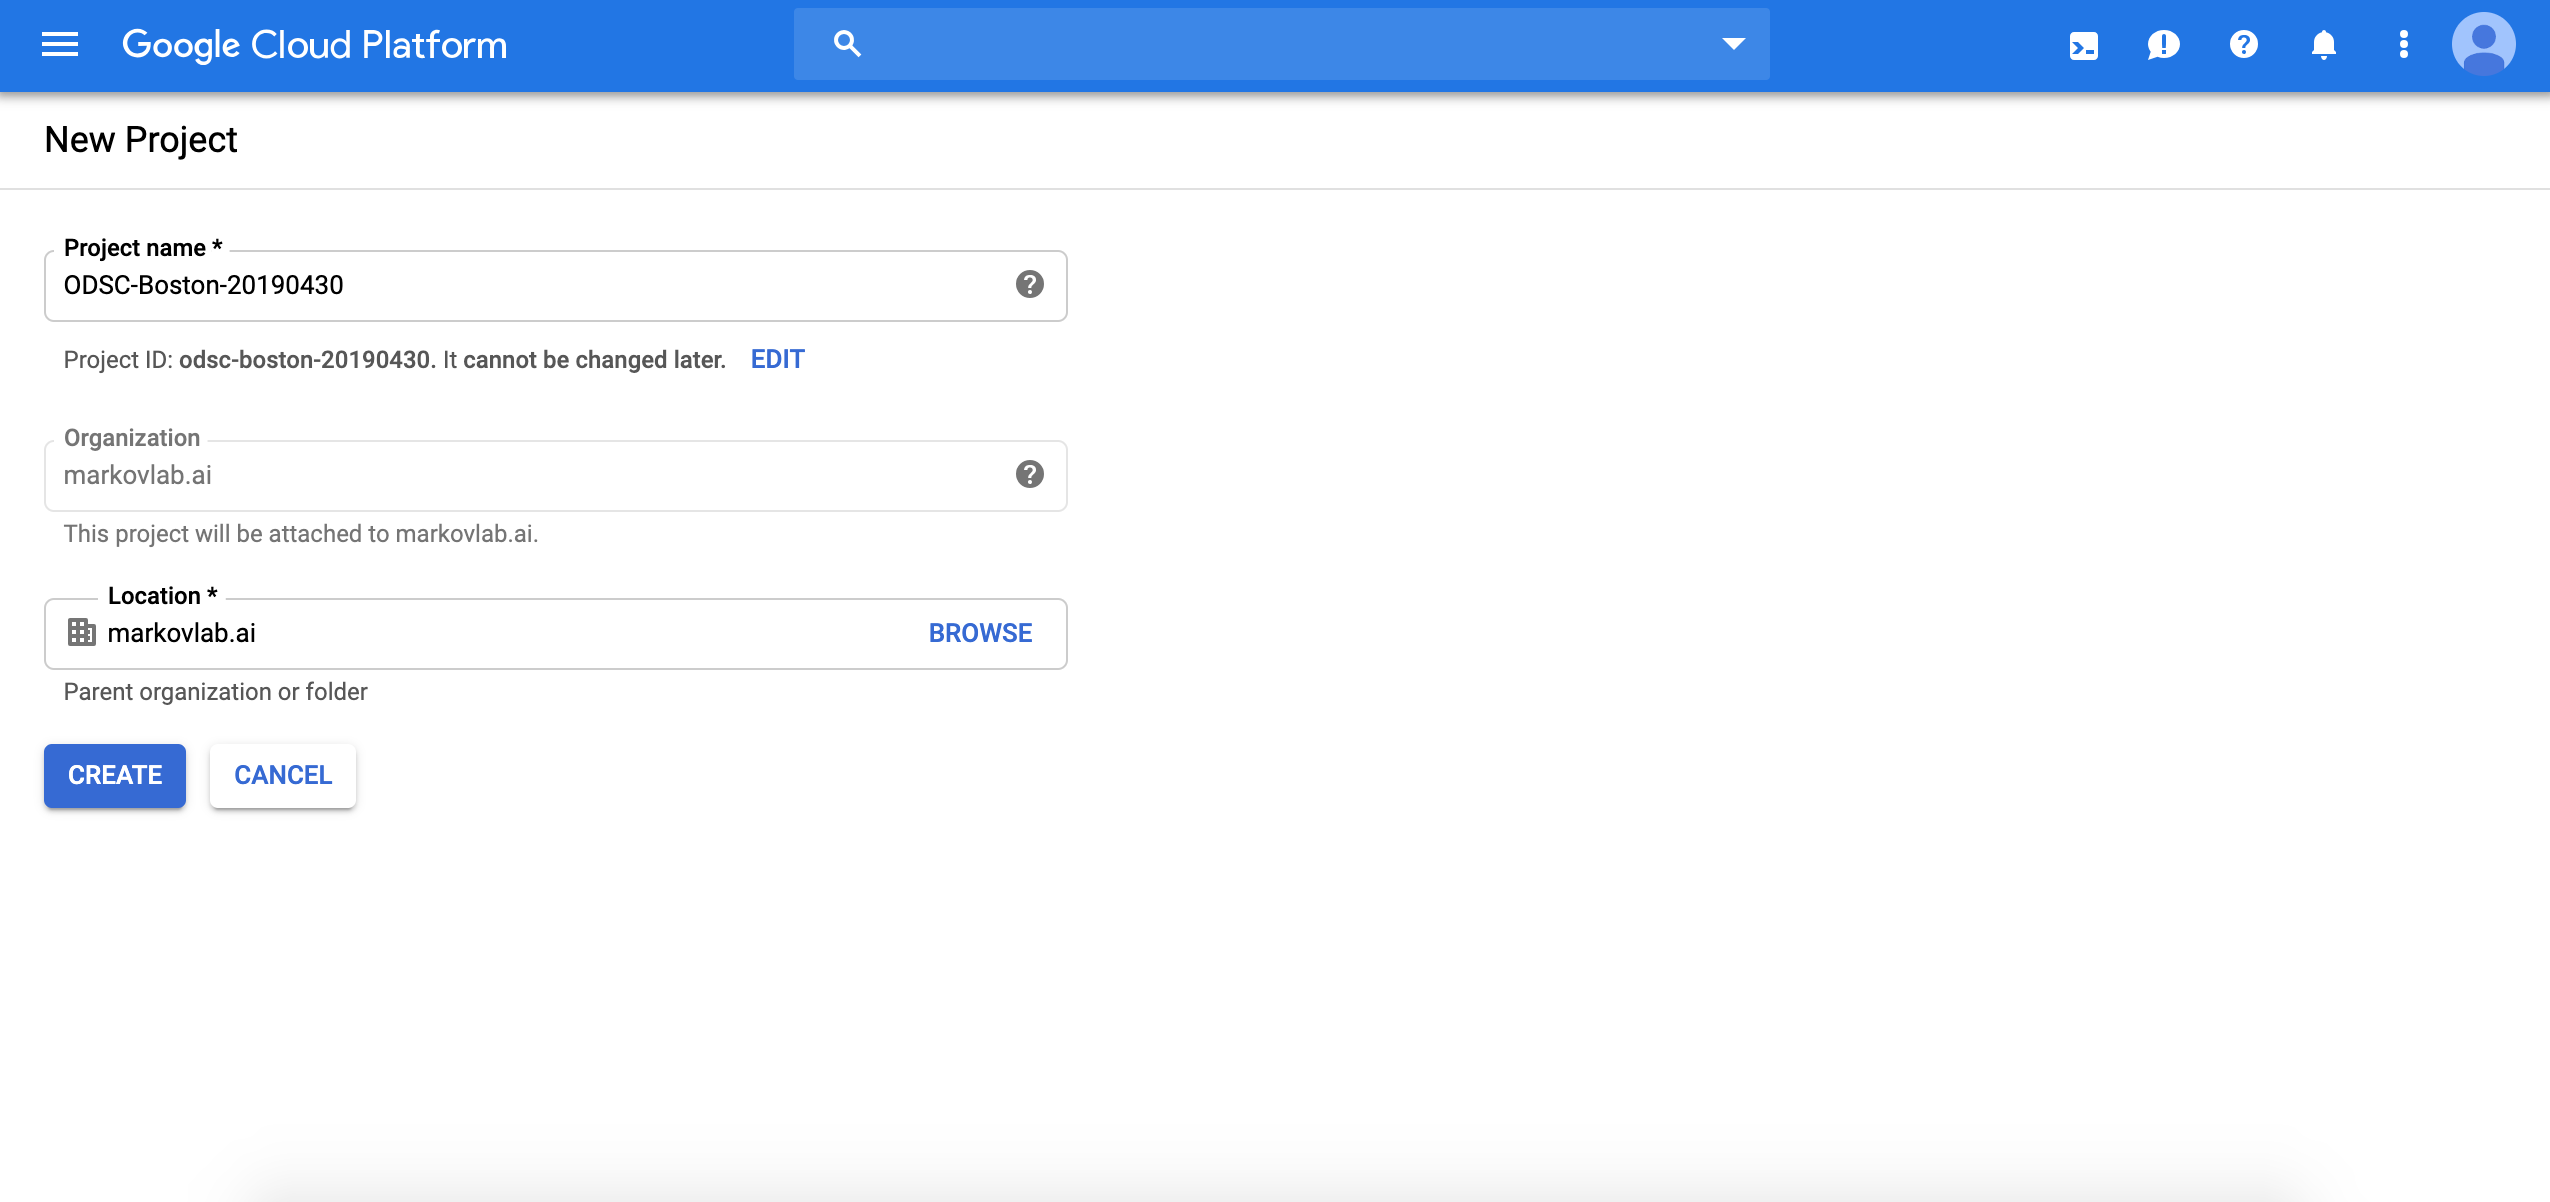 Google Cloud Platform
New Project
Project name *
ODSC-Boston-20190430
Project ID: odsc-boston-20190430. It cannot be changed later. EDIT
Organization
markovlab.ai
This project will be attached to markovlab.ai.
Location *
markovlab.ai BROWSE
Parent organization or folder
CREATE CANCEL